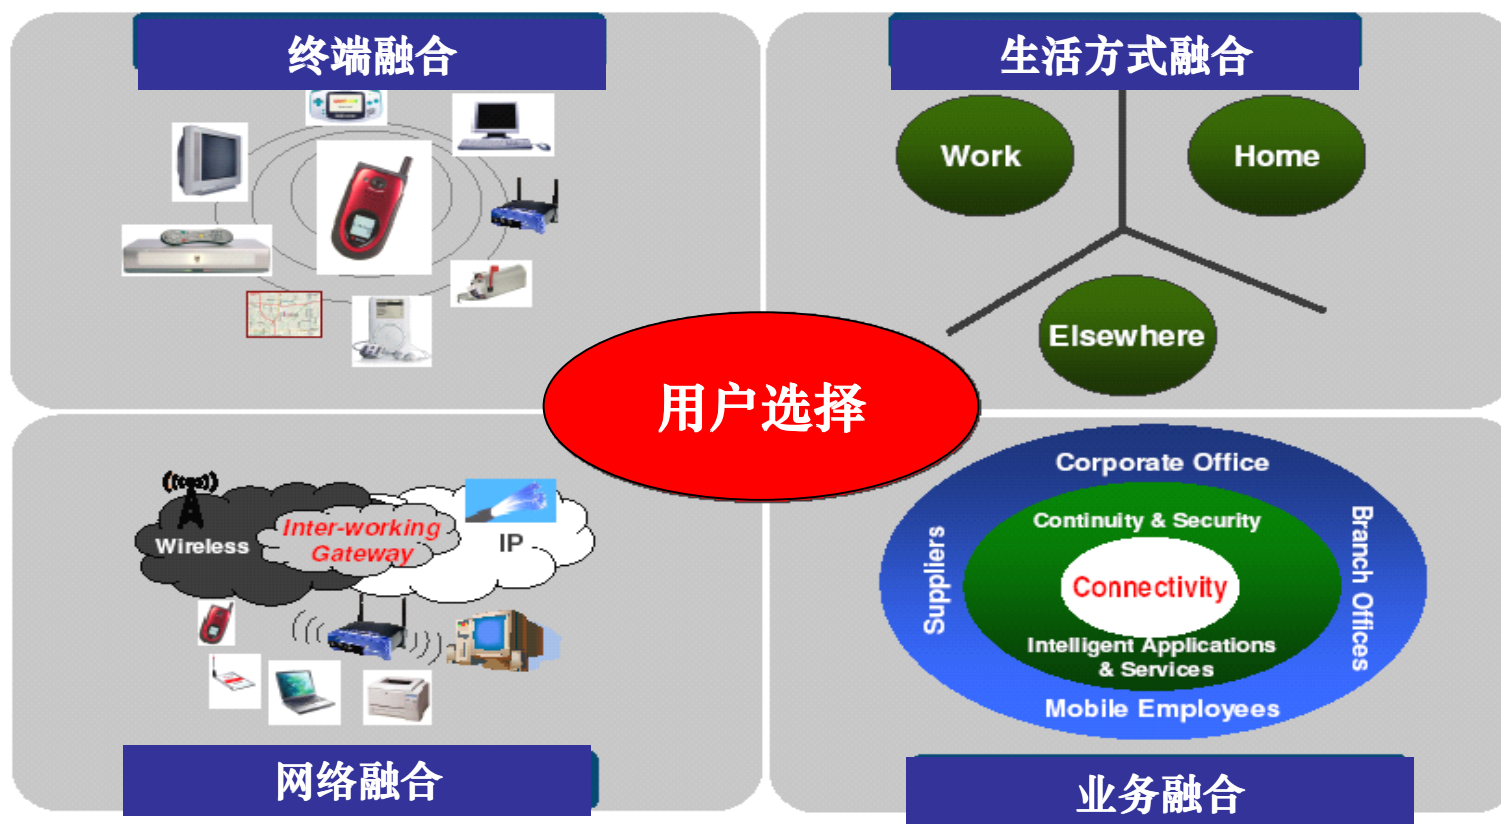 终端融合
生活方式融合
Work
Home
Elsewhere
用户选择
Wireless
Inter-working
Gateway
IP
网络融合
Corporate Office
Suppliers
Branch Offices
Continuity & Security
Connectivity
Intelligent Applications
& Services
Mobile Employees
业务融合